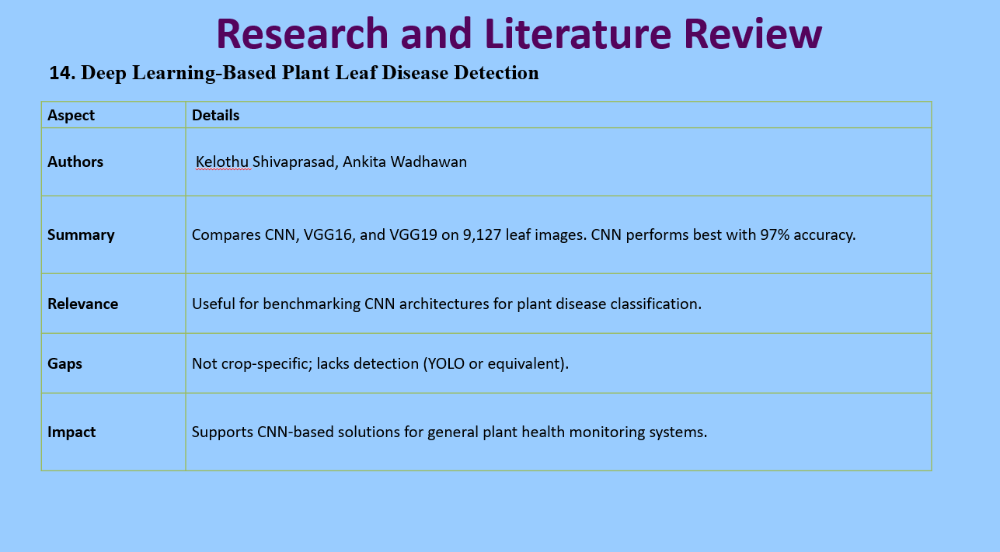 Research and Literature Review
14. Deep Learning-Based Plant Leaf Disease Detection
Aspect Details
Authors Kelothu Shivaprasad, Ankita Wadhawan
Summary Compares CNN, VGG16, and VGG19 on 9,127 leaf images. CNN performs best with 97% accuracy.
Relevance Useful for benchmarking CNN architectures for plant disease classification.
Gaps Not crop-specific; lacks detection (YOLO or equivalent).
Impact Supports CNN-based solutions for general plant health monitoring systems.